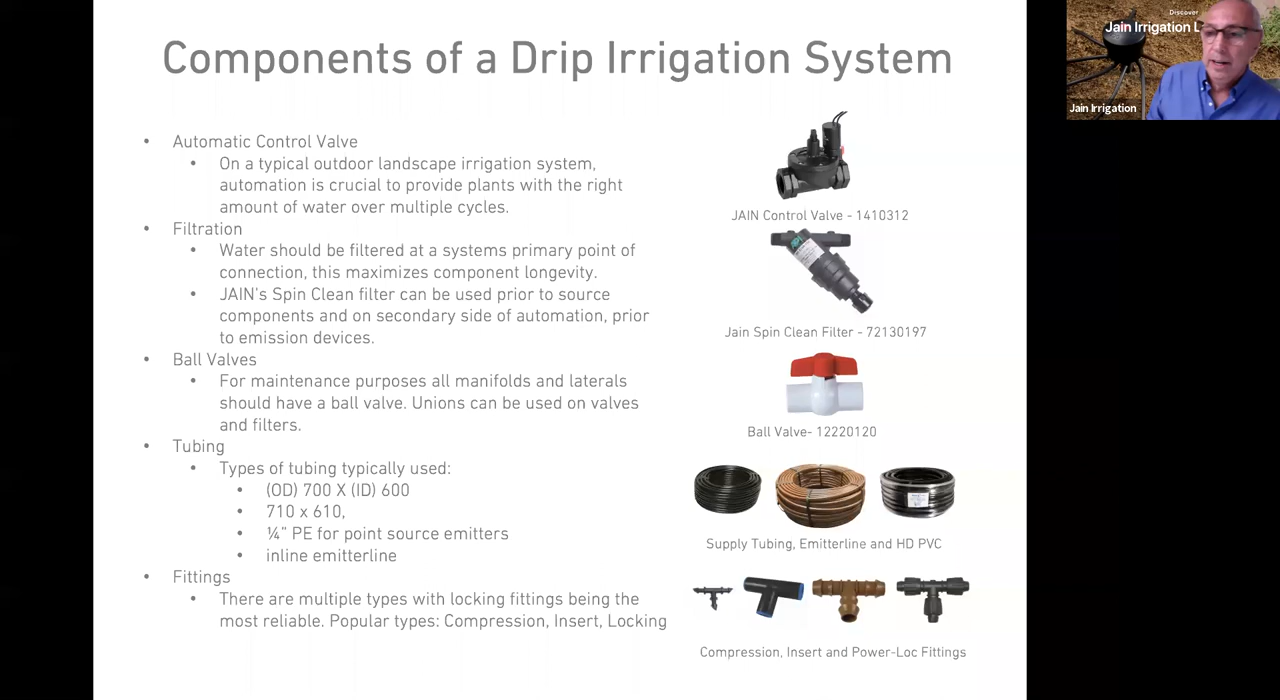 Components of a Drip Irrigation System
• Automatic Control Valve
• On a typical outdoor landscape irrigation system,
automation is crucial to provide plants with the right
amount of water over multiple cycles.
• Filtration
• Water should be filtered at a systems primary point of
connection, this maximizes component longevity.
• JAIN's Spin Clean filter can be used prior to source
components and on secondary side of automation, prior
to emission devices.
• Ball Valves
• For maintenance purposes all manifolds and laterals
should have a ball valve. Unions can be used on valves
and filters.
• Tubing
• Types of tubing typically used:
• (OD) 700 X (ID) 600
• 710 x 610,
• ¼" PE for point source emitters
• inline emitterline
• Fittings
• There are multiple types with locking fittings being the
most reliable. Popular types: Compression, Insert, Locking
JAIN Control Valve - 1410312
Jain Spin Clean Filter - 72130197
Ball Valve- 12220120
Supply Tubing, Emitterline and HD PVC
Compression, Insert and Power-Loc Fittings
Discover
Jain Irrigation L
Jain Irrigation